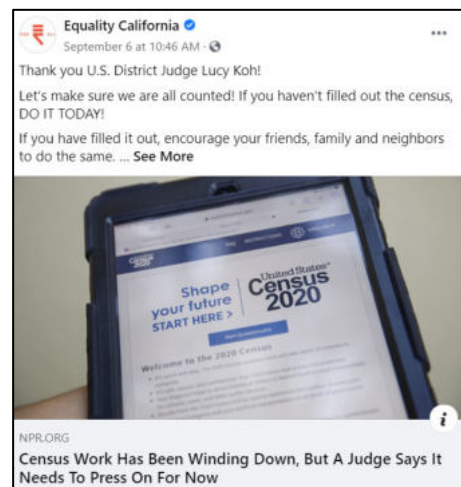 Equality California
September 6 at 10:46 AM ·
Thank you U.S. District Judge Lucy Koh!
Let's make sure we are all counted! If you haven't filled out the census,
DO IT TODAY!
If you have filled it out, encourage your friends, family and neighbors
to do the same. ... See More
Census
2020
Shape
your future
START HERE >
United States®
Census
2020
Welcome to the 2020 Census
i
NPR.ORG
Census Work Has Been Winding Down, But A Judge Says It
Needs To Press On For Now